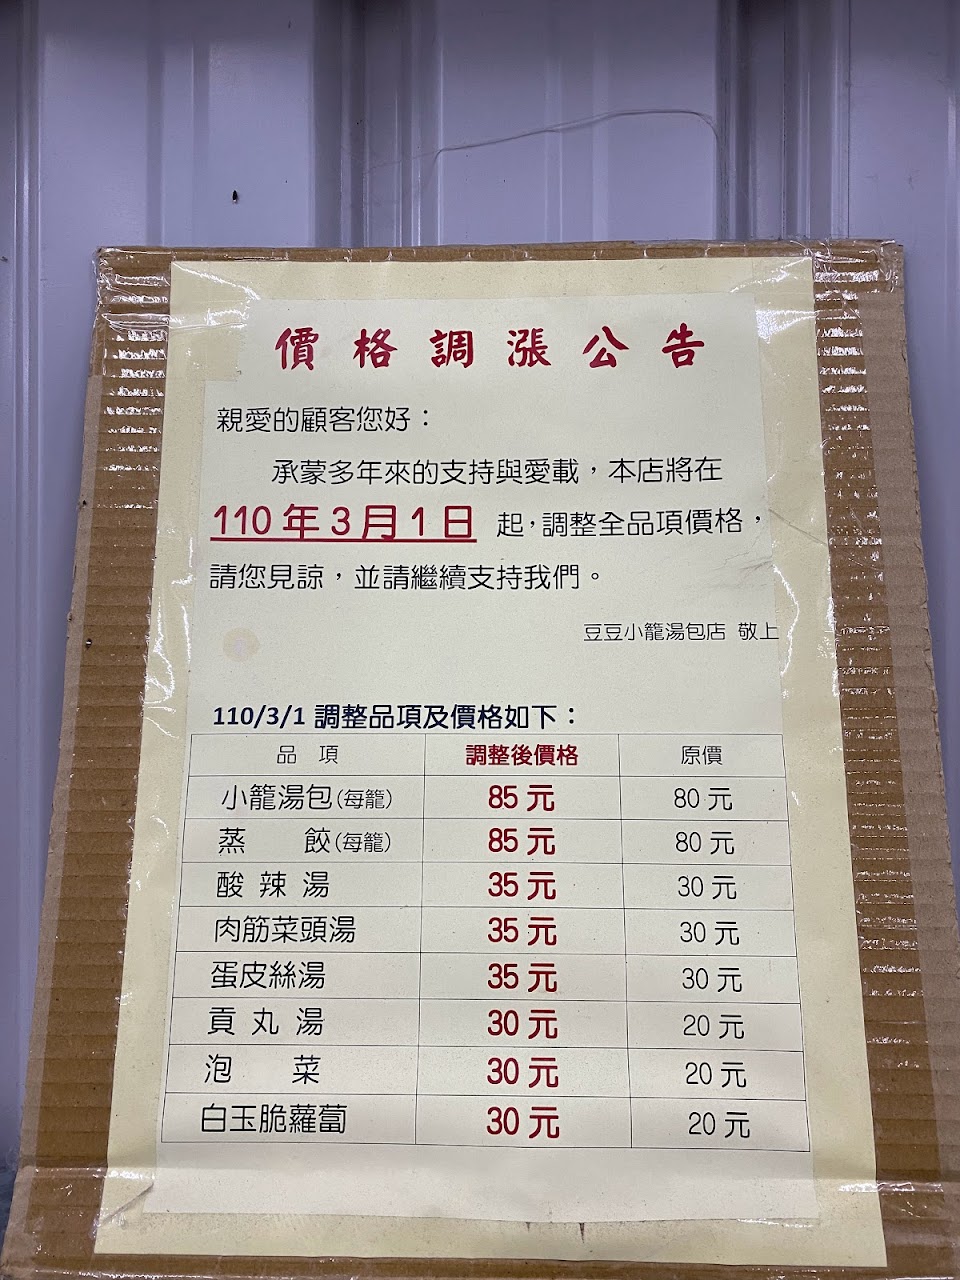 價格調漲公告
親愛的顧客您好：
承蒙多年來的支持與愛載，本店將在
110年3月1日 起，調整全品項價格，
請您見諒，並請繼續支持我們。
豆豆小籠湯包店 敬上
110/3/1 調整品項及價格如下：
品 項 調整後價格 原價
小籠湯包(每籠) 85元 80元
蒸 餃(每籠) 85元 80元
酸辣湯 35元 30元
肉筋菜頭湯 35元 30元
蛋皮絲湯 35元 30元
貢丸湯 30元 20元
泡 菜 30元 20元
白玉脆蘿蔔 30元 20元